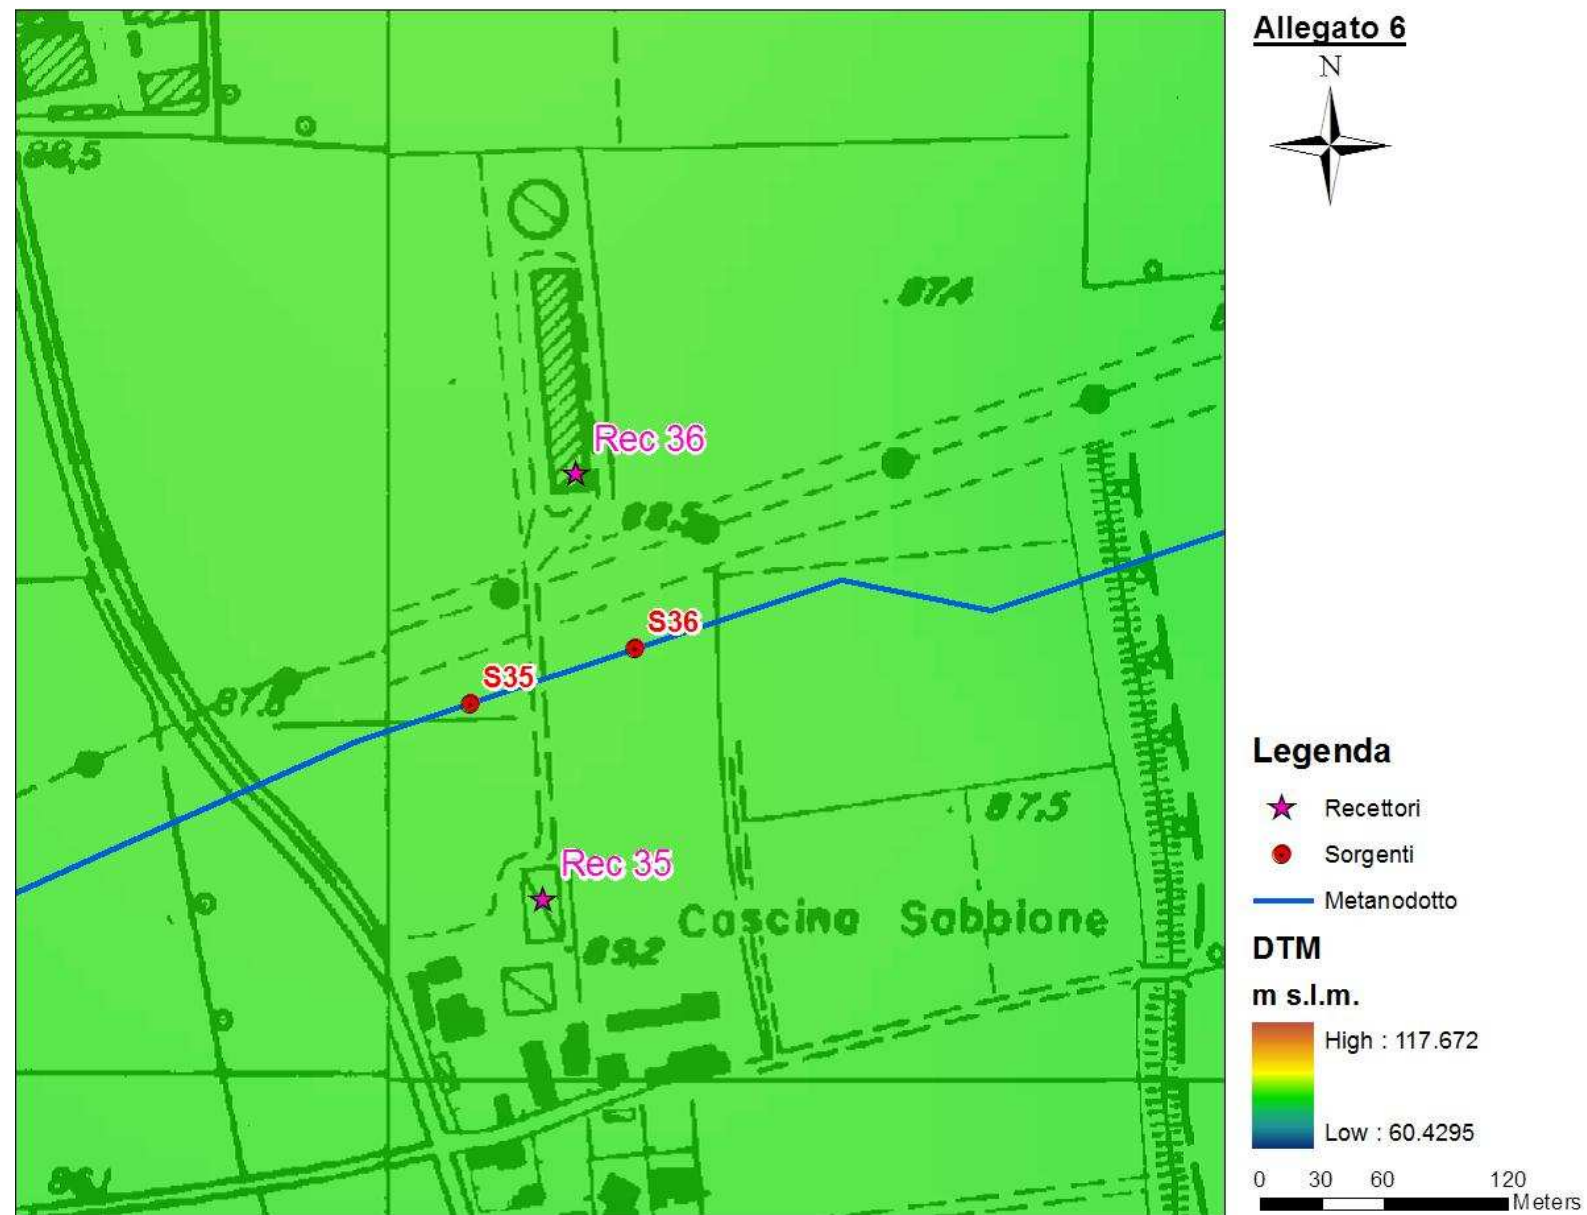 Allegato 6
N
88,5
87,4
Rec 36
88,5
S36
S35
87.8
87,5
Rec 35
Cascina Sabbione
89,2
Legenda
Recettori
Sorgenti
Metanodotto
DTM
m s.l.m.
High : 117.672
Low : 60.4295
0 30 60 120
Meters